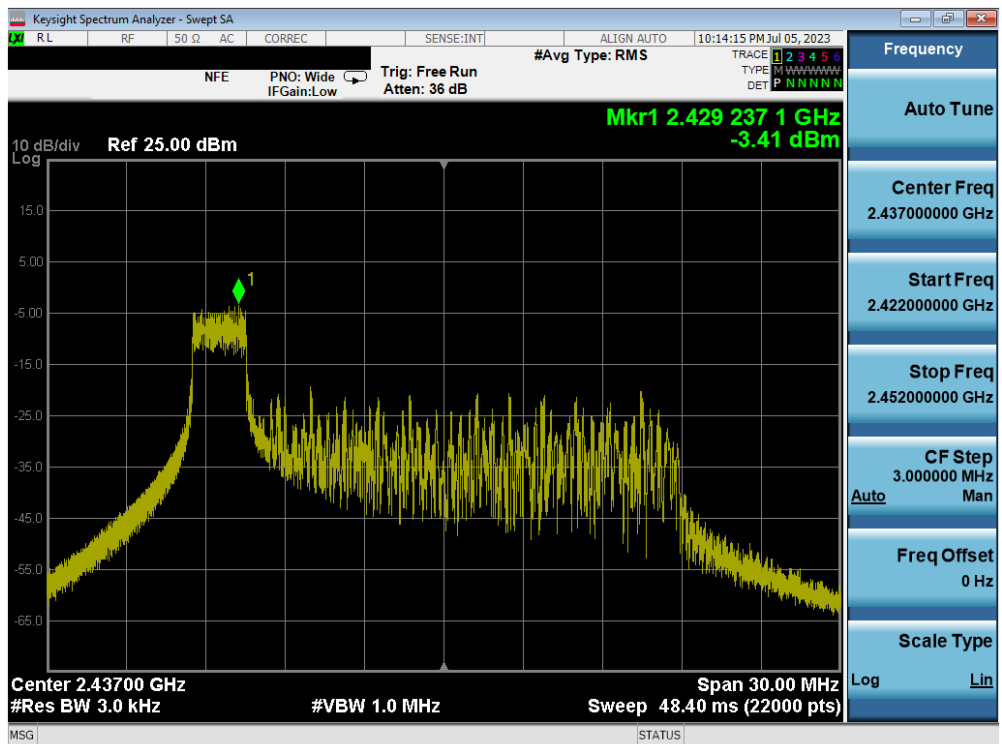 Keysight Spectrum Analyzer - Swept SA
LXI RL RF 50 Ω AC CORREC SENSE:INT ALIGN AUTO 10:14:15 PM Jul 05, 2023
NFE PNO: Wide Trig: Free Run #Avg Type: RMS TRACE 1 2 3 4 5 6
IFGain:Low Atten: 36 dB TYPE M WWWWW
DET P N N N N N
Frequency
Auto Tune
Mkr1 2.429 237 1 GHz
-3.41 dBm
10 dB/div Ref 25.00 dBm
Log
15.0
5.00
-5.00
-15.0
-25.0
-35.0
-45.0
-55.0
-65.0
1
Center Freq
2.437000000 GHz
Start Freq
2.422000000 GHz
Stop Freq
2.452000000 GHz
CF Step
3.000000 MHz
Auto Man
Freq Offset
0 Hz
Scale Type
Log Lin
Center 2.43700 GHz Span 30.00 MHz
#Res BW 3.0 kHz #VBW 1.0 MHz Sweep 48.40 ms (22000 pts)
MSG STATUS